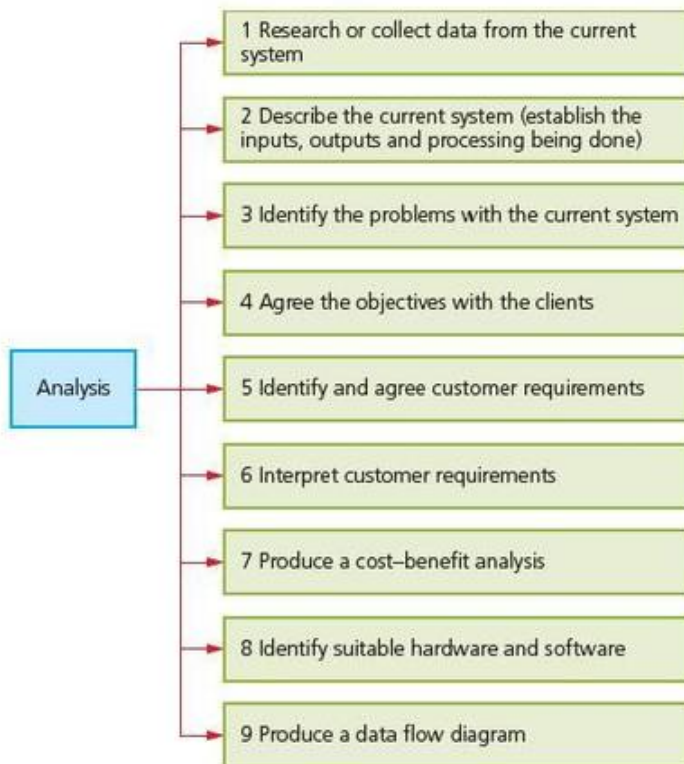 1 Research or collect data from the current
system
2 Describe the current system (establish the
inputs, outputs and processing being done)
3 Identify the problems with the current system
4 Agree the objectives with the clients
Analysis
5 Identify and agree customer requirements
6 Interpret customer requirements
7 Produce a cost–benefit analysis
8 Identify suitable hardware and software
9 Produce a data flow diagram